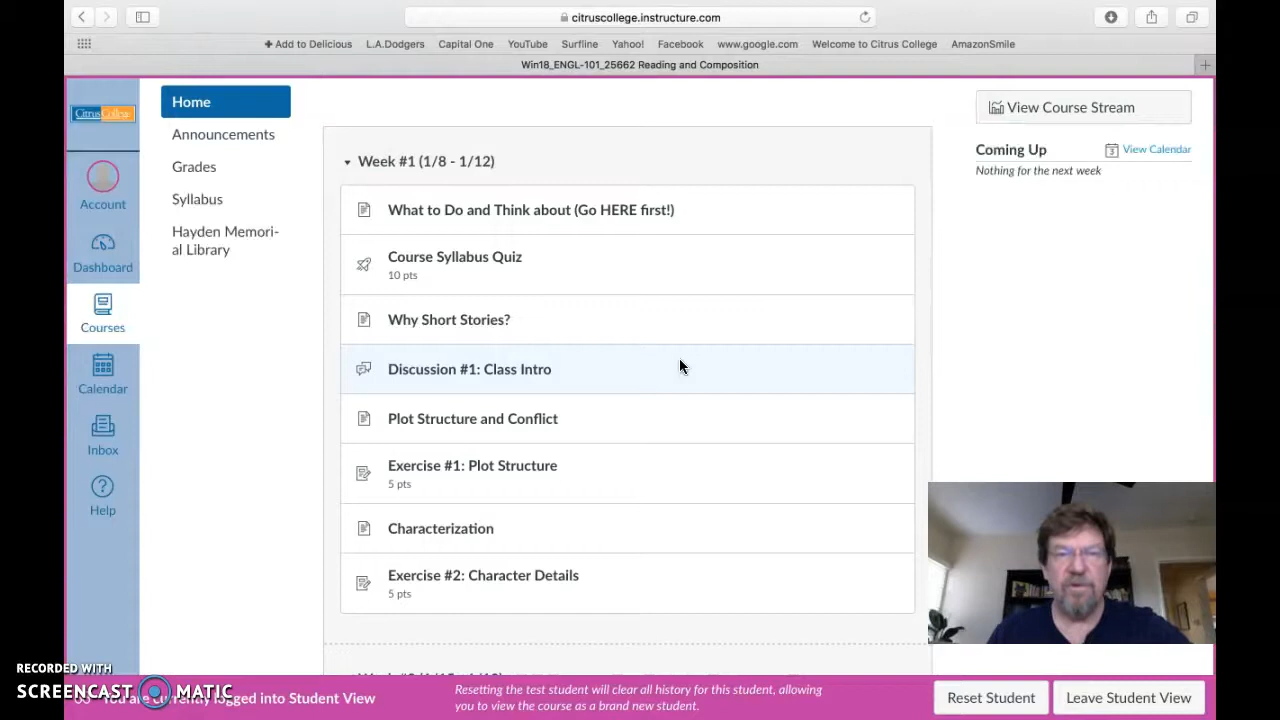 citruscollege.instructure.com
+ Add to Delicious L.A.Dodgers Capital One YouTube Surfline Yahoo! Facebook www.google.com Welcome to Citrus College AmazonSmile
Win18_ENGL-101_25662 Reading and Composition
CitrusCollege
Account
Dashboard
Courses
Calendar
Inbox
Help
Home
Announcements
Grades
Syllabus
Hayden Memori-
al Library
Week #1 (1/8 - 1/12)
What to Do and Think about (Go HERE first!)
Course Syllabus Quiz
10 pts
Why Short Stories?
Discussion #1: Class Intro
Plot Structure and Conflict
Exercise #1: Plot Structure
5 pts
Characterization
Exercise #2: Character Details
5 pts
View Course Stream
Coming Up
3 View Calendar
Nothing for the next week
RECORDED WITH
SCREENCAST MATIC
You are currently logged into Student View
Resetting the test student will clear all history for this student, allowing
you to view the course as a brand new student.
Reset Student
Leave Student View